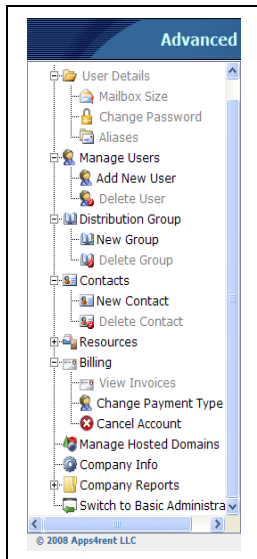 Advanced
User Details
Mailbox Size
Change Password
Aliases
Manage Users
Add New User
Delete User
Distribution Group
New Group
Delete Group
Contacts
New Contact
Delete Contact
Resources
Billing
View Invoices
Change Payment Type
Cancel Account
Manage Hosted Domains
Company Info
Company Reports
Switch to Basic Administra
© 2008 Apps4rent LLC